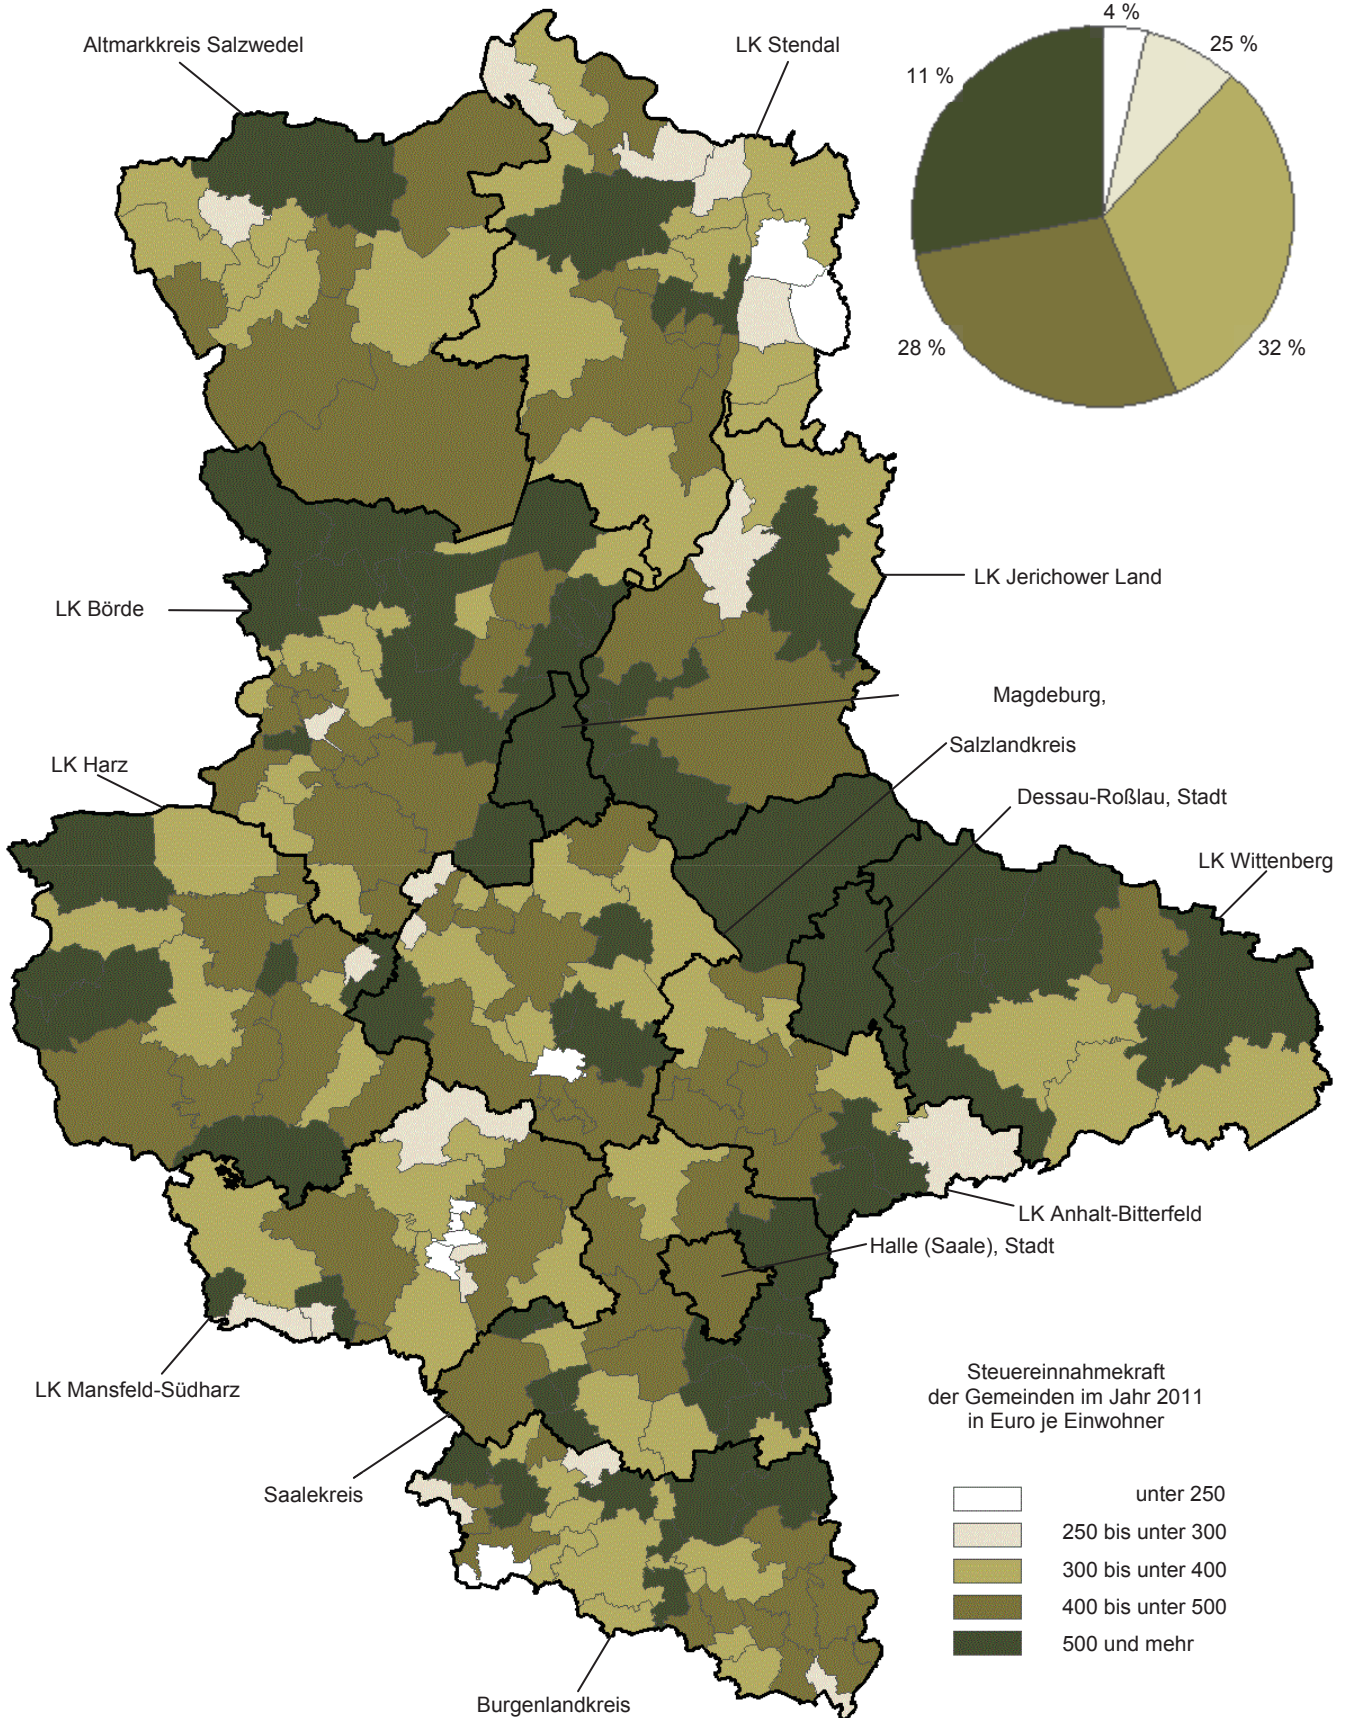 4 %
25 %
11 %
28 %
32 %
Altmarkkreis Salzwedel
LK Stendal
LK Jerichower Land
LK Börde
Magdeburg,
Salzlandkreis
LK Harz
Dessau-Roßlau, Stadt
LK Wittenberg
LK Anhalt-Bitterfeld
Halle (Saale), Stadt
LK Mansfeld-Südharz
Saalekreis
Burgenlandkreis
Steuereinnahmekraft
der Gemeinden im Jahr 2011
in Euro je Einwohner
unter 250
250 bis unter 300
300 bis unter 400
400 bis unter 500
500 und mehr